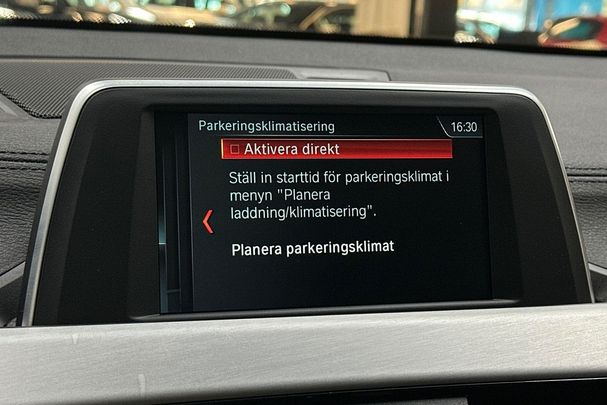 Parkeringsklimatisering 16:30
Aktivera direkt
Ställ in starttid för parkeringsklimat i
menyn "Planera
laddning/klimatisering".
Planera parkeringsklimat